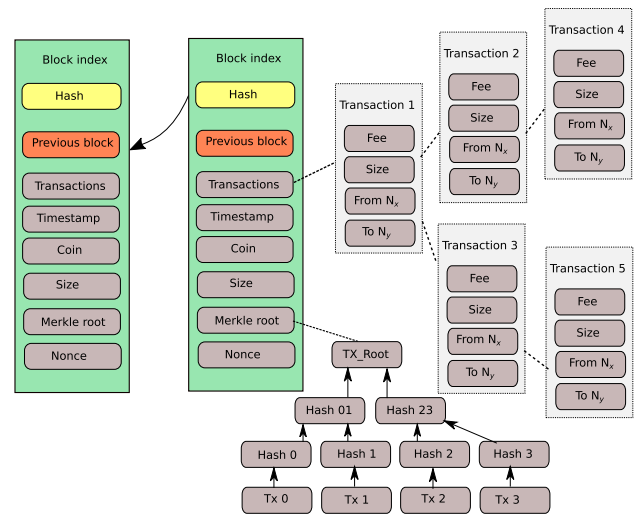 Block index
Hash
Previous block
Transactions
Timestamp
Coin
Size
Merkle root
Nonce
Block index
Hash
Previous block
Transactions
Timestamp
Coin
Size
Merkle root
Nonce
Transaction 1
Fee
Size
From Nx
To Ny
Transaction 2
Fee
Size
From Nx
To Ny
Transaction 4
Fee
Size
From Nx
To Ny
Transaction 3
Fee
Size
From Nx
To Ny
Transaction 5
Fee
Size
From Nx
To Ny
TX_Root
Hash 01
Hash 23
Hash 0
Hash 1
Hash 2
Hash 3
Tx 0
Tx 1
Tx 2
Tx 3